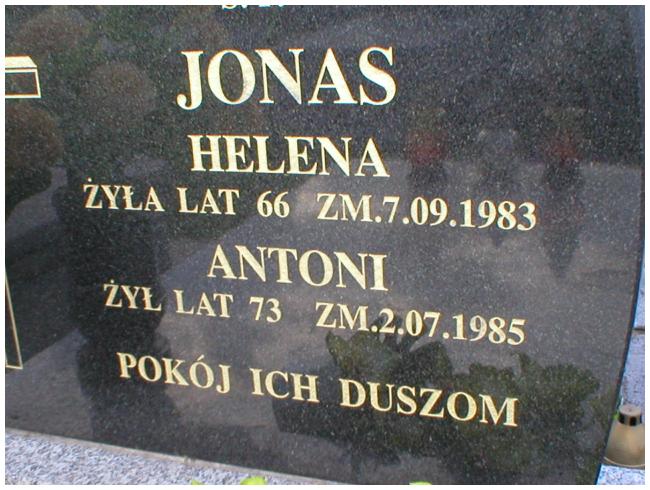 JONAS
HELENA
ŻYŁA LAT 66 ZM.7.09.1983
ANTONI
ŻYŁ LAT 73 ZM.2.07.1985
POKÓJ ICH DUSZOM